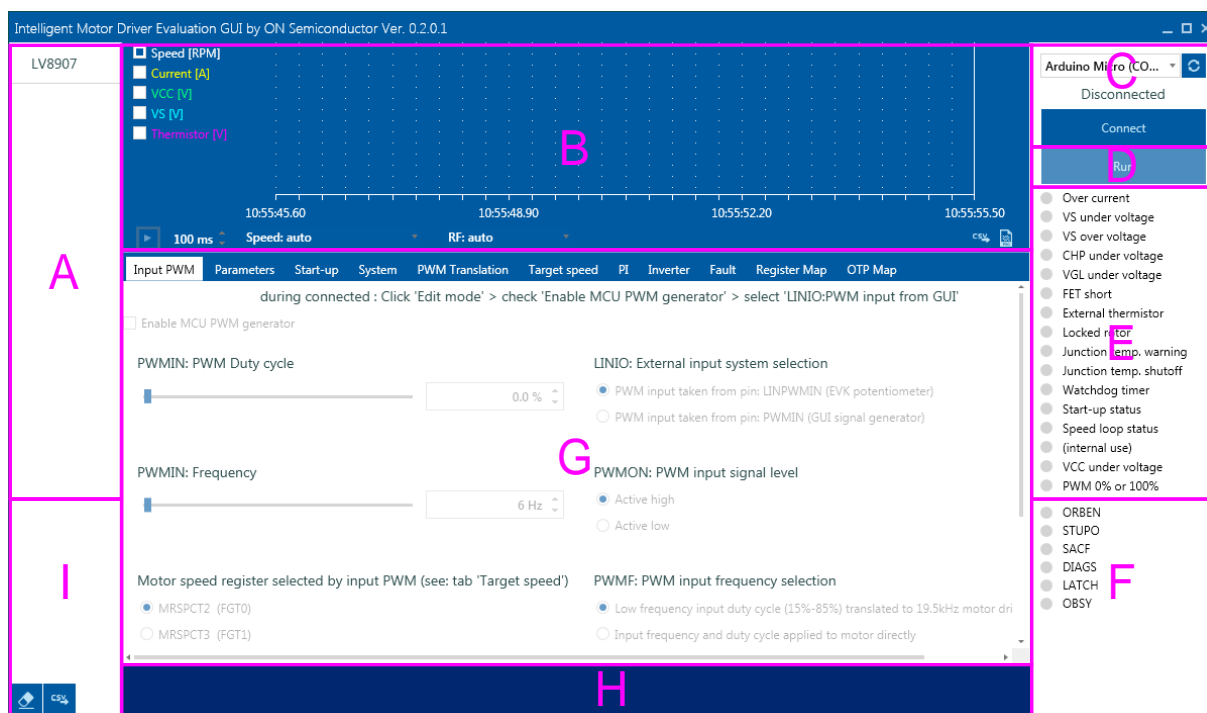 Intelligent Motor Driver Evaluation GUI by ON Semiconductor Ver. 0.2.0.1
LV8907
A
Speed [RPM]
Current [A]
VCC [V]
VS [V]
Thermistor [V]
B
10:55:45.60 10:55:48.90 10:55:52.20 10:55:55.50
100 ms Speed: auto RF: auto CSV
Arduino Micro (CO...
C
Disconnected
Connect
D
Run
Input PWM Parameters Start-up System PWM Translation Target speed PI Inverter Fault Register Map OTP Map
during connected : Click 'Edit mode' > check 'Enable MCU PWM generator' > select 'LINIO:PWM input from GUI'
Enable MCU PWM generator
PWMIN: PWM Duty cycle
0.0 %
LINIO: External input system selection
PWM input taken from pin: LINPWMIN (EVK potentiometer)
PWM input taken from pin: PWMIN (GUI signal generator)
G
PWMIN: Frequency
6 Hz
PWMON: PWM input signal level
Active high
Active low
Motor speed register selected by input PWM (see: tab 'Target speed')
MRSPCT2 (FGT0)
MRSPCT3 (FGT1)
PWMF: PWM input frequency selection
Low frequency input duty cycle (15%-85%) translated to 19.5kHz motor dri
Input frequency and duty cycle applied to motor directly
H
Over current
VS under voltage
VS over voltage
CHP under voltage
VGL under voltage
FET short
External thermistor
Locked rotor
E
Junction temp. warning
Junction temp. shutoff
Watchdog timer
Start-up status
Speed loop status
(internal use)
VCC under voltage
PWM 0% or 100%
ORBEN
STUPO
SACF
DIAGS
F
LATCH
OBSY
I
CSV